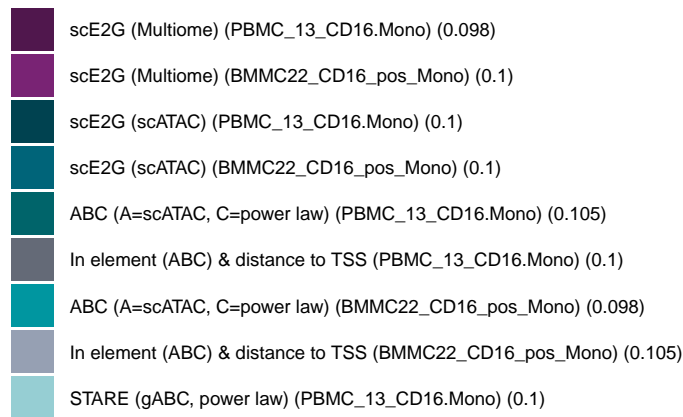 scE2G (Multiome) (PBMC_13_CD16.Mono) (0.098)
scE2G (Multiome) (BMMC22_CD16_pos_Mono) (0.1)
scE2G (scATAC) (PBMC_13_CD16.Mono) (0.1)
scE2G (scATAC) (BMMC22_CD16_pos_Mono) (0.1)
ABC (A=scATAC, C=power law) (PBMC_13_CD16.Mono) (0.105)
In element (ABC) & distance to TSS (PBMC_13_CD16.Mono) (0.1)
ABC (A=scATAC, C=power law) (BMMC22_CD16_pos_Mono) (0.098)
In element (ABC) & distance to TSS (BMMC22_CD16_pos_Mono) (0.105)
STARE (gABC, power law) (PBMC_13_CD16.Mono) (0.1)